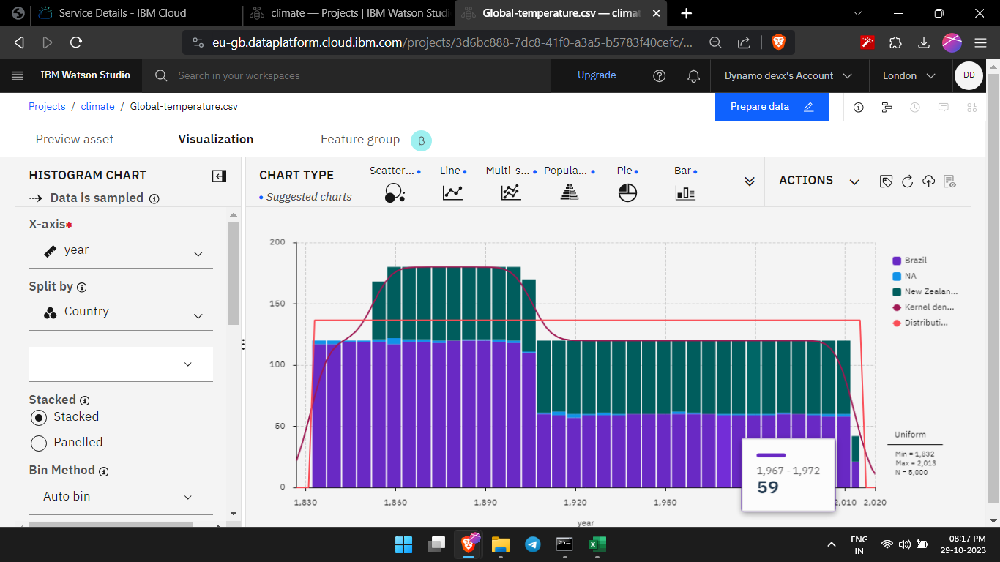 Service Details - IBM Cloud
climate — Projects | IBM Watson Studi
Global-temperature.csv — climat
eu-gb.dataplatform.cloud.ibm.com/projects/3d6bc888-7dc8-41f0-a3a5-b5783f40cefc/...
IBM Watson Studio
Search in your workspaces
Upgrade
Dynamo devx's Account
London
DD
Projects / climate / Global-temperature.csv
Prepare data
Preview asset
Visualization
Feature group β
HISTOGRAM CHART
Data is sampled
X-axis*
year
Split by
Country
Stacked
Stacked
Panelled
Bin Method
Auto bin
CHART TYPE
• Suggested charts
Scatter... •
Line •
Multi-s... •
Popula... •
Pie •
Bar •
ACTIONS
200
150
100
50
0
1,830
1,860
1,890
1,920
1,950
2,010
2,020
year
1,967 - 1,972
59
Brazil
NA
New Zealan...
Kernel den...
Distributi...
Uniform
Min = 1,832
Max = 2,013
N = 5,000
ENG
IN
08:17 PM
29-10-2023